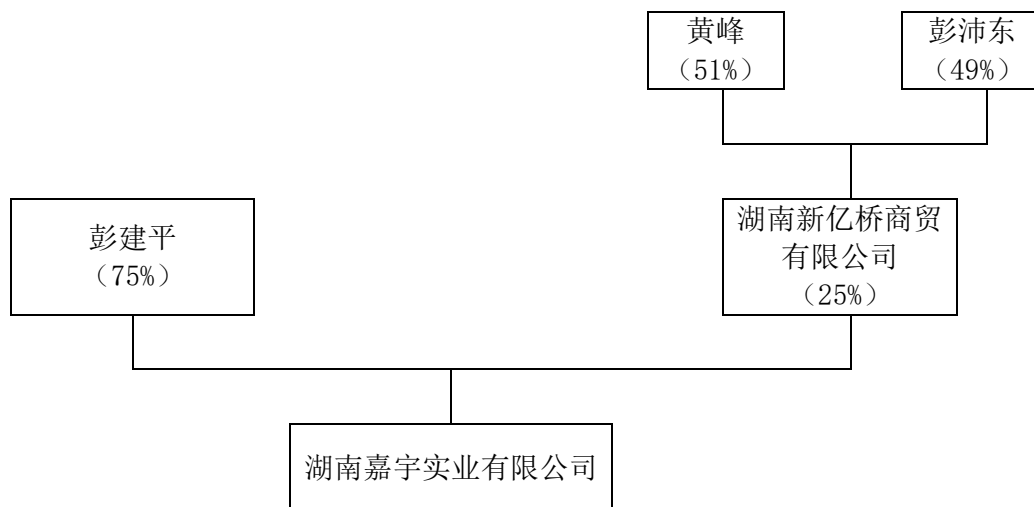 黄峰
（51%）
彭沛东
（49%）
彭建平
（75%）
湖南新亿桥商贸
有限公司
（25%）
湖南嘉宇实业有限公司